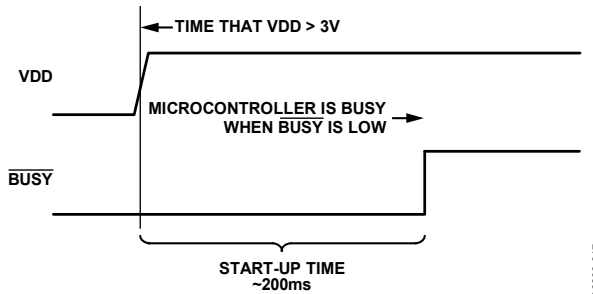 TIME THAT VDD > 3V
VDD
MICROCONTROLLER IS BUSY
WHEN BUSY IS LOW
BUSY
START-UP TIME
~200ms